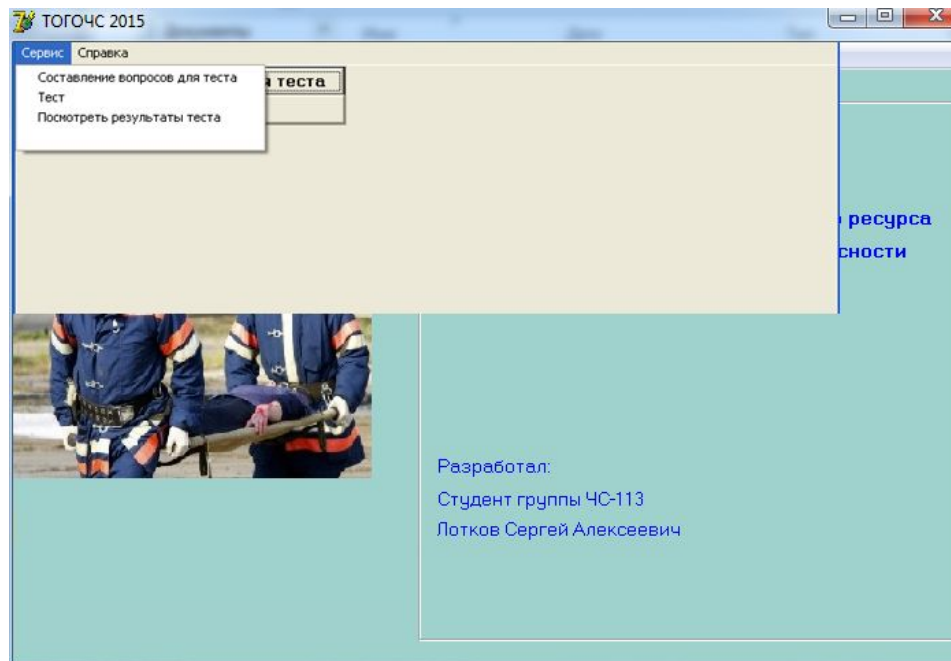 ТОГОЧС 2015
Сервис Справка
Составление вопросов для теста
Тест
Посмотреть результаты теста
я теста
ресурса
сности
Разработал:
Студент группы ЧС-113
Лотков Сергей Алексеевич